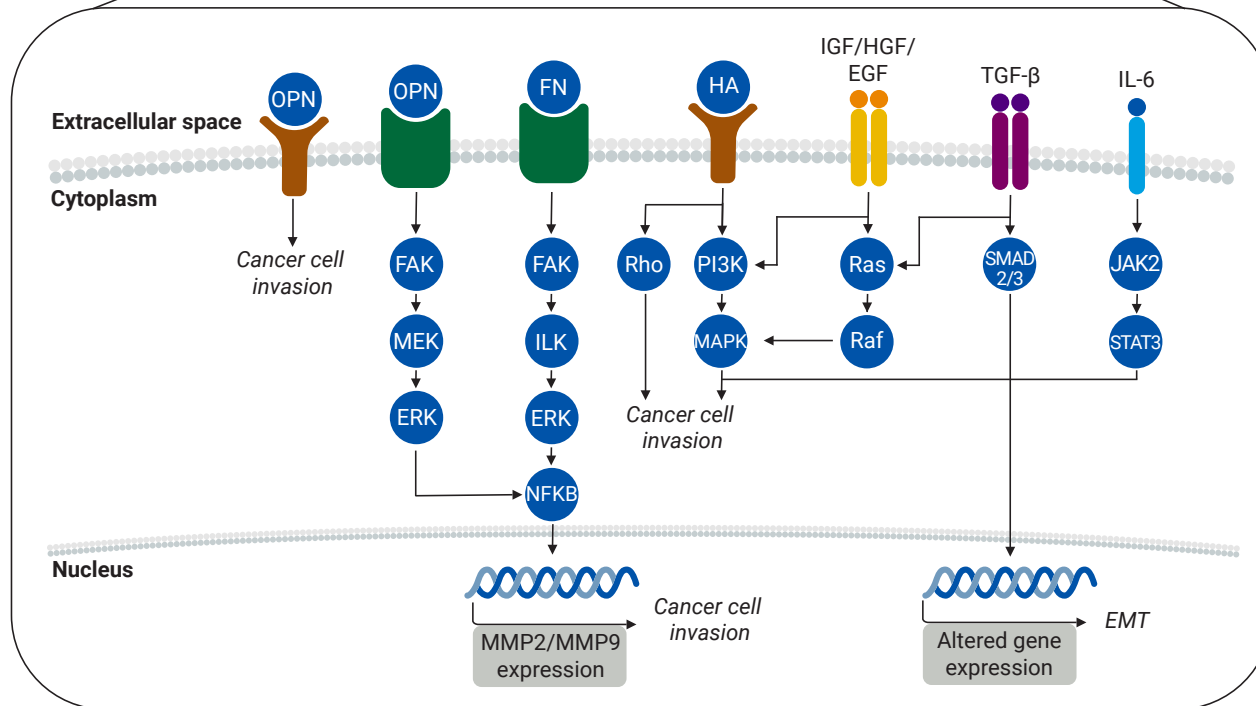 IGF/HGF/
EGF
TGF-β
IL-6
OPN
OPN
FN
HA
Extracellular space
Cytoplasm
Cancer cell
invasion
FAK
FAK
Rho
PI3K
Ras
SMAD
2/3
JAK2
MEK
ILK
MAPK
Raf
STAT3
ERK
ERK
Cancer cell
invasion
NFKB
Nucleus
MMP2/MMP9
expression
Cancer cell
invasion
Altered gene
expression
EMT